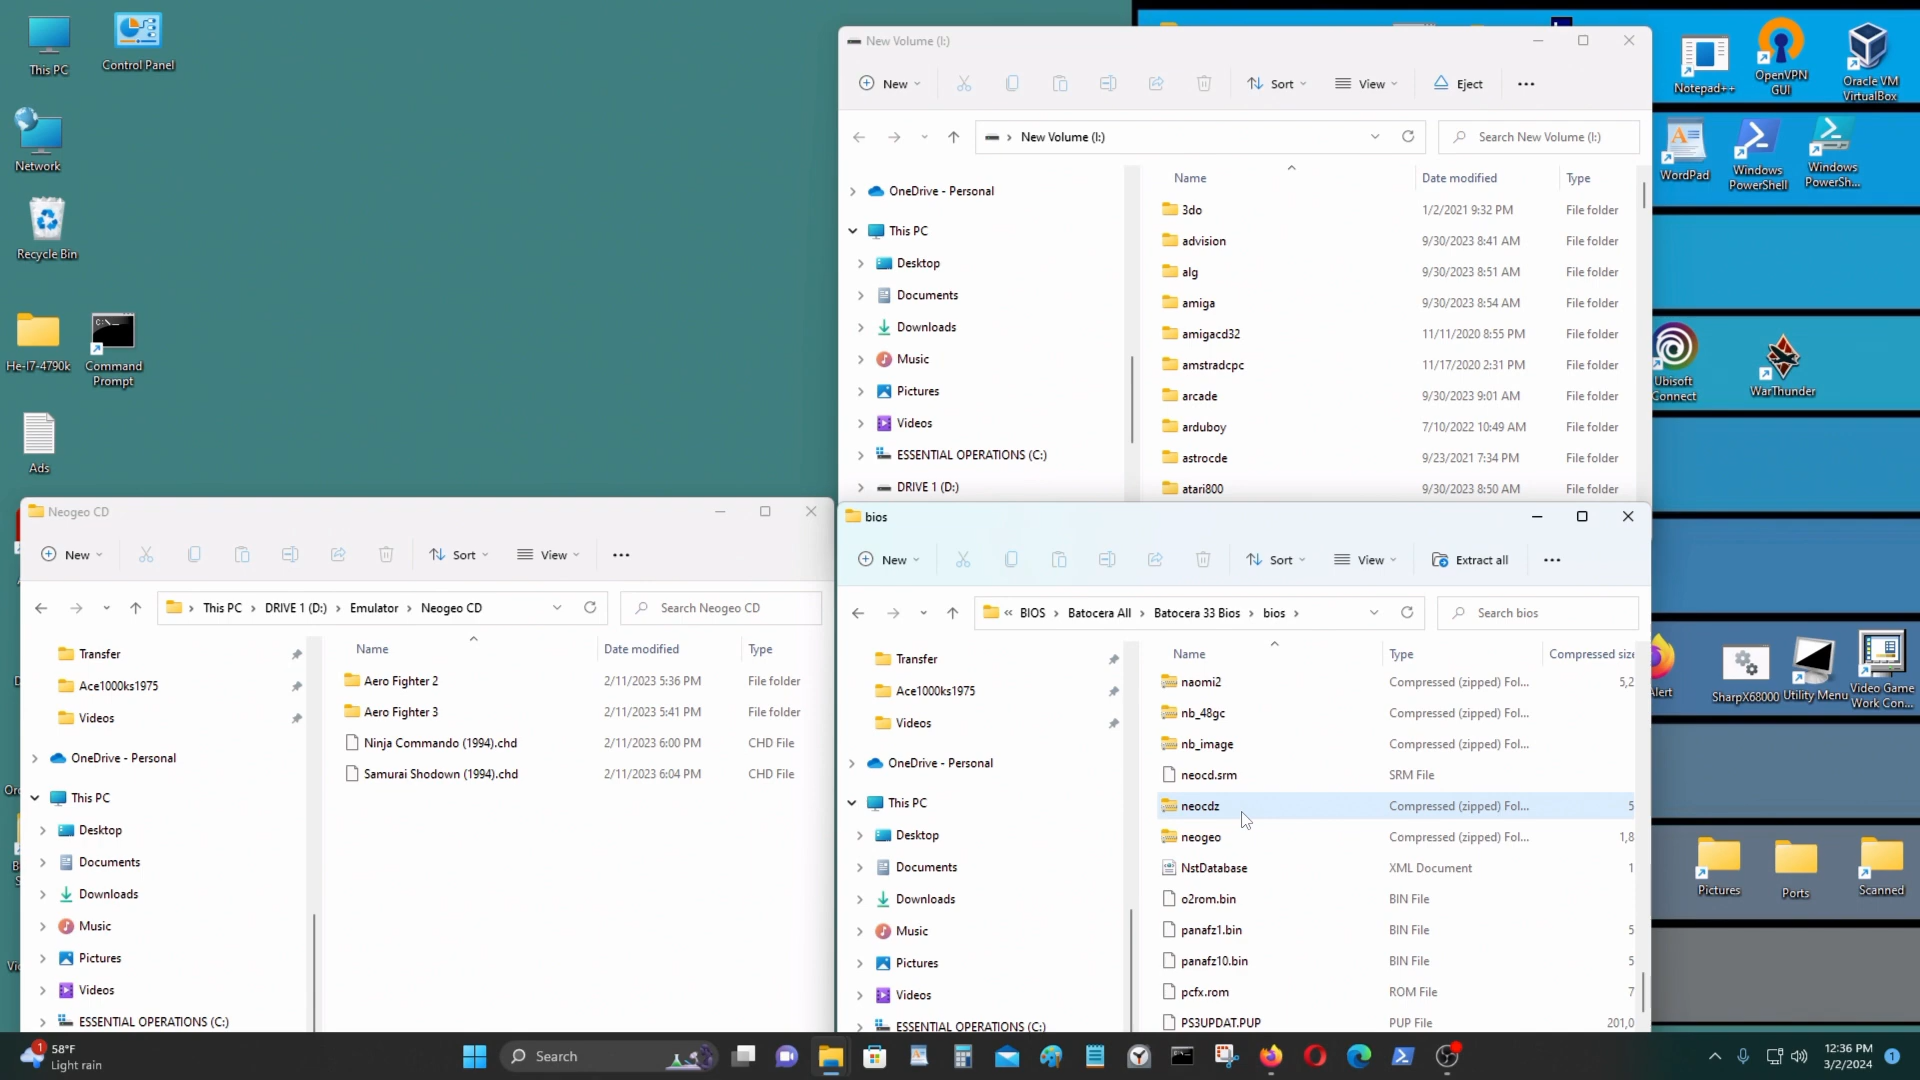 This PC
Control Panel
Network
Recycle Bin
He-I7-4790k
Command
Prompt
Ads
New Volume (I:)
New
Sort
View
Eject
New Volume (I:)
Search New Volume (I:)
OneDrive - Personal
This PC
Desktop
Documents
Downloads
Music
Pictures
Videos
ESSENTIAL OPERATIONS (C:)
DRIVE 1 (D:)
Name Date modified Type
3do 1/2/2021 9:32 PM File folder
advision 9/30/2023 8:41 AM File folder
alg 9/30/2023 8:51 AM File folder
amiga 9/30/2023 8:54 AM File folder
amigacd32 11/11/2020 8:55 PM File folder
amstradcpc 11/17/2020 2:31 PM File folder
arcade 9/30/2023 9:01 AM File folder
arduboy 7/10/2022 10:49 AM File folder
astrocde 9/23/2021 7:34 PM File folder
atari800 9/30/2023 8:50 AM File folder
Notepad++
OpenVPN
GUI
Oracle VM
VirtualBox
WordPad
Windows
PowerShell
Windows
PowerSh...
Ubisoft
Connect
WarThunder
Neogeo CD
New
Sort
View
This PC > DRIVE 1 (D:) > Emulator > Neogeo CD
Search Neogeo CD
Transfer
Ace1000ks1975
Videos
OneDrive - Personal
This PC
Desktop
Documents
Downloads
Music
Pictures
Videos
ESSENTIAL OPERATIONS (C:)
Name Date modified Type
Aero Fighter 2 2/11/2023 5:36 PM File folder
Aero Fighter 3 2/11/2023 5:41 PM File folder
Ninja Commando (1994).chd 2/11/2023 6:00 PM CHD File
Samurai Shodown (1994).chd 2/11/2023 6:04 PM CHD File
bios
New
Sort
View
Extract all
« BIOS > Batocera All > Batocera 33 Bios > bios >
Search bios
Transfer
Ace1000ks1975
Videos
OneDrive - Personal
This PC
Desktop
Documents
Downloads
Music
Pictures
Videos
ESSENTIAL OPERATIONS (C:)
Name Type Compressed size
naomi2 Compressed (zipped) Fol... 5,2
nb_48gc Compressed (zipped) Fol...
nb_image Compressed (zipped) Fol...
neocd.srm SRM File
neocdz Compressed (zipped) Fol... 5
neogeo Compressed (zipped) Fol... 1,8
NstDatabase XML Document 1
o2rom.bin BIN File
panafz1.bin BIN File 5
panafz10.bin BIN File 5
pcfx.rom ROM File 7
PS3UPDAT.PUP PUP File 201,0
SharpX68000
Utility Menu
Video Game
Work Con...
Pictures
Ports
Scanned
1
58°F
Light rain
Search
12:36 PM
3/2/2024
1